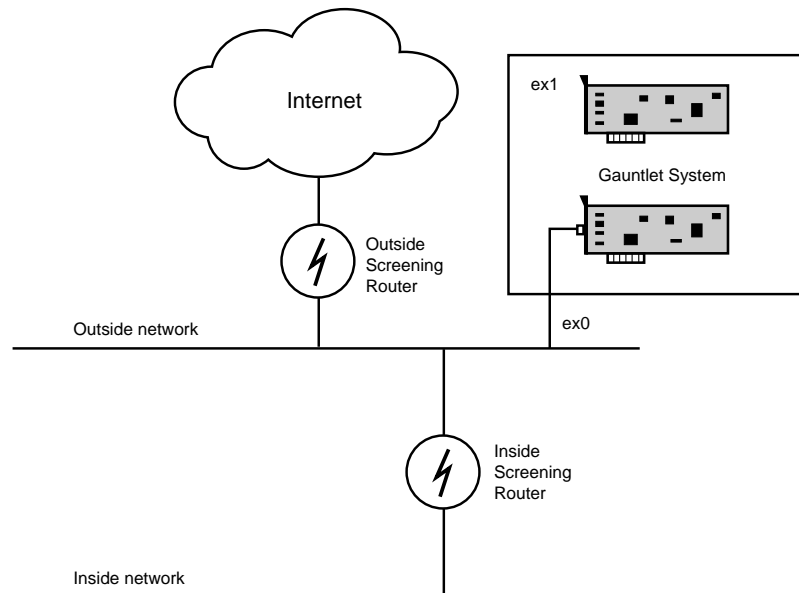 Internet
ex1
Gauntlet System
Outside
Screening
Router
ex0
Outside network
Inside
Screening
Router
Inside network